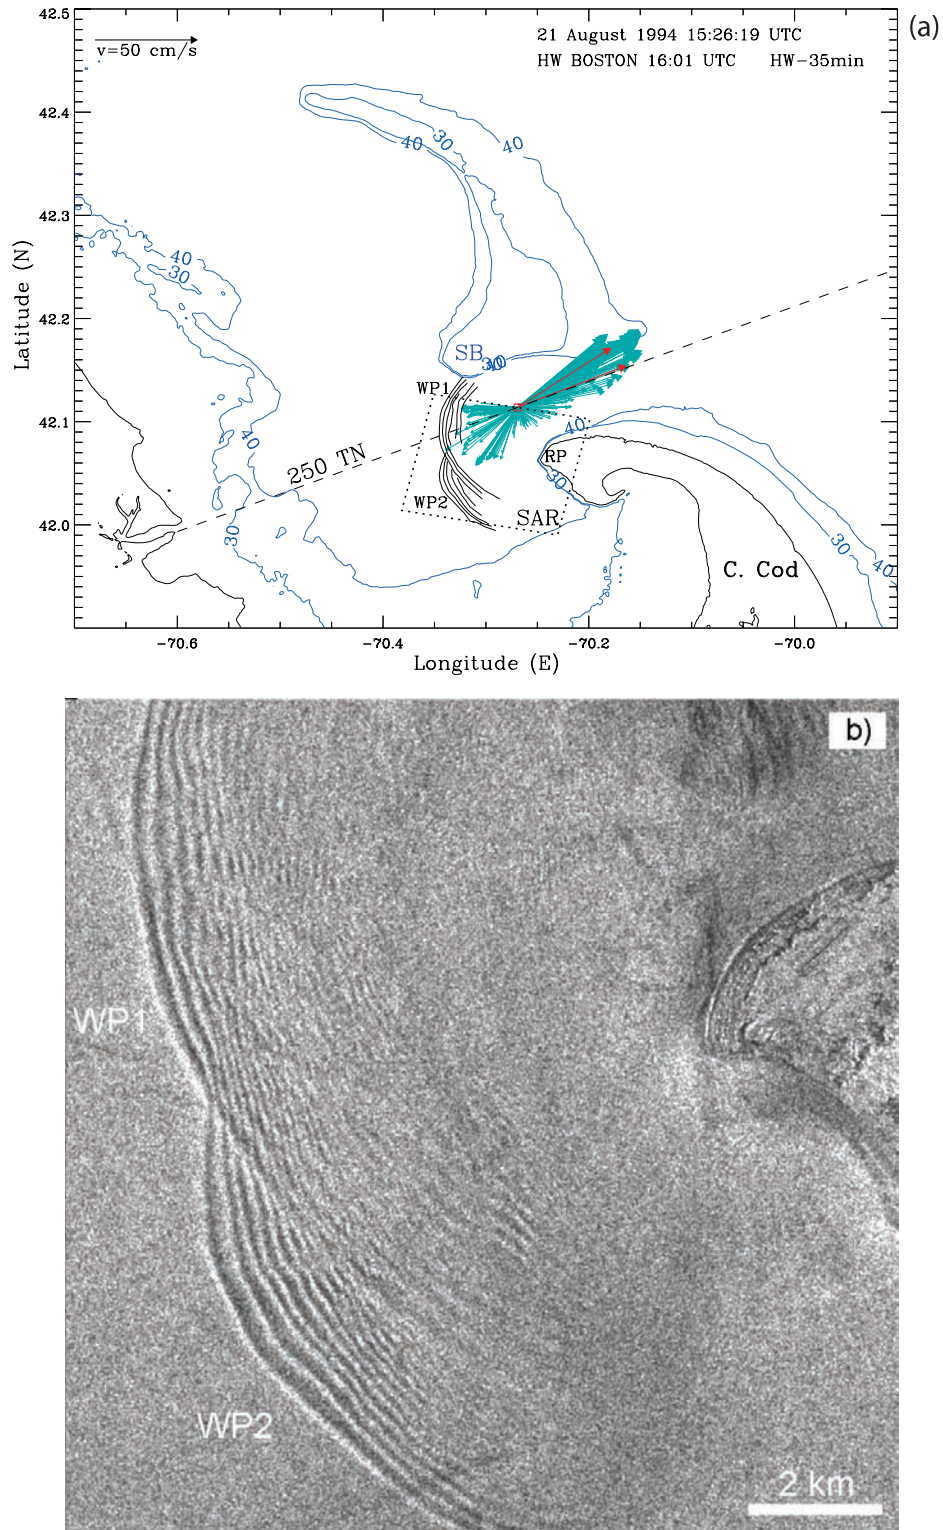 (a)
42.5
v=50 cm/s
21 August 1994 15:26:19 UTC
HW BOSTON 16:01 UTC HW-35min
42.4
40
30
40
40
42.3
40
30
42.2
SB
30
40
WP1
42.1
40
40
RP
250 TN
30
WP2
42.0
SAR
30
30
40
C. Cod
Latitude (N)
-70.6
-70.4
-70.2
-70.0
Longitude (E)
b)
WP1
WP2
2 km